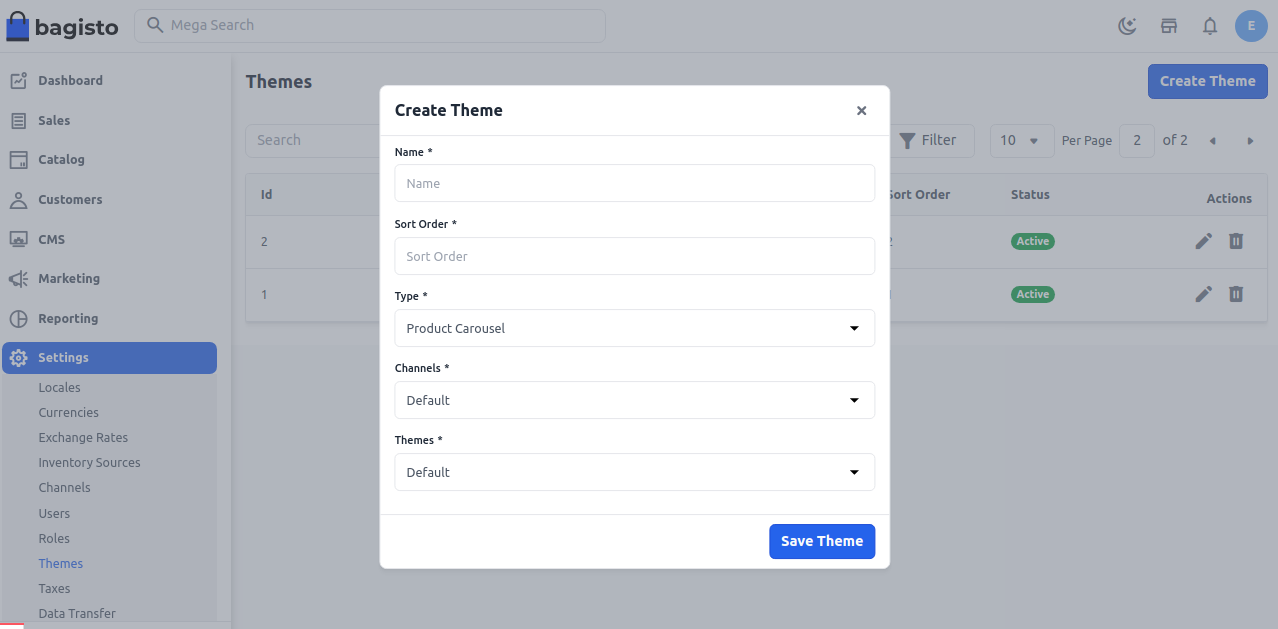 bagisto
Mega Search
E
Dashboard
Sales
Catalog
Customers
CMS
Marketing
Reporting
Settings
Locales
Currencies
Exchange Rates
Inventory Sources
Channels
Users
Roles
Themes
Taxes
Data Transfer
Themes
Create Theme
Search
Filter
10
Per Page
2
of 2
Id
Sort Order
Status
Actions
2
2
Active
1
1
Active
Create Theme
Name *
Name
Sort Order *
Sort Order
Type *
Product Carousel
Channels *
Default
Themes *
Default
Save Theme